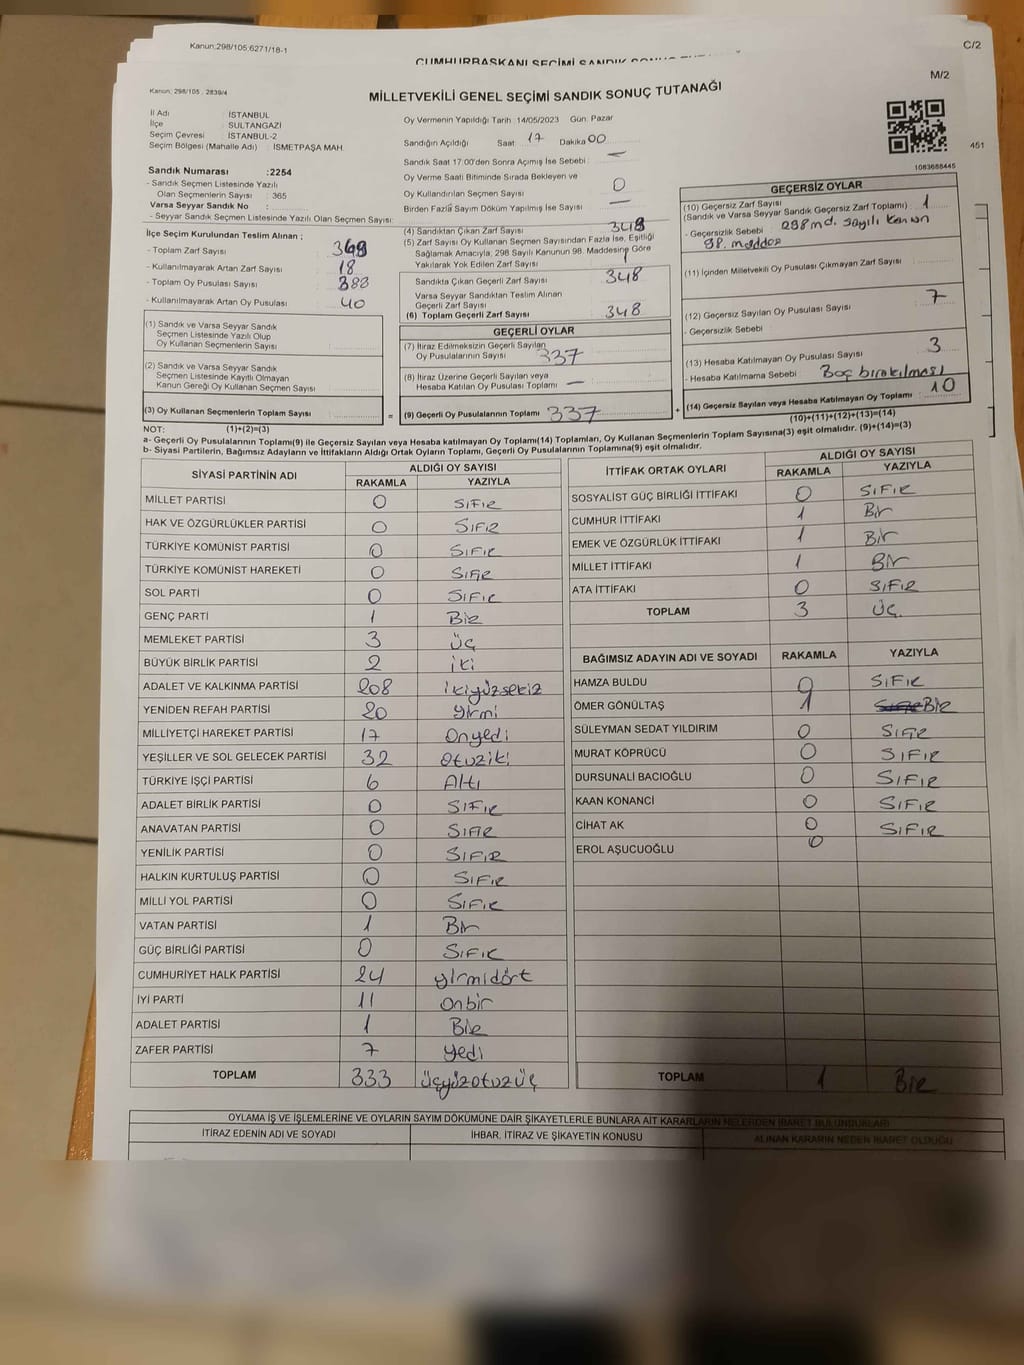 Kanun:298/105:6271/18-1
C/2
CUMHURBAŞKANI SEÇİMİ SANDIK
Kanun: 298/105 . 2839/4
MİLLETVEKİLİ GENEL SEÇİMİ SANDIK SONUÇ TUTANAĞI
M/2
451
1083688445
İl Adı : İSTANBUL
İlçe : SULTANGAZİ
Seçim Çevresi : İSTANBUL-2
Seçim Bölgesi (Mahalle Adı) : İSMETPAŞA MAH.
Sandık Numarası :2254
- Sandık Seçmen Listesinde Yazılı
Olan Seçmenlerin Sayısı : 365
Varsa Seyyar Sandık No :
- Seyyar Sandık Seçmen Listesinde Yazılı Olan Seçmen Sayısı:
Oy Vermenin Yapıldığı Tarih :14/05/2023 Gün: Pazar
Sandığın Açıldığı Saat 17 Dakika 00
Sandık Saat 17:00'den Sonra Açımış İse Sebebi : —
Oy Verme Saati Bitiminde Sırada Bekleyen ve
Oy Kullandırılan Seçmen Sayısı 0
Birden Fazla Sayım Döküm Yapılmış İse Sayısı —
İlçe Seçim Kurulundan Teslim Alınan ;
- Toplam Zarf Sayısı
- Kullanılmayarak Artan Zarf Sayısı 18
- Toplam Oy Pusulası Sayısı 388
- Kullanılmayarak Artan Oy Pusulası 40
(1) Sandık ve Varsa Seyyar Sandık
Seçmen Listesinde Yazılı Olup
Oy Kullanan Seçmenlerin Sayısı
(2) Sandık ve Varsa Seyyar Sandık
Seçmen Listesinde Kayıtlı Olmayan
Kanun Gereği Oy Kullanan Seçmen Sayısı
(3) Oy Kullanan Seçmenlerin Toplam Sayısı
(1)+(2)=(3)
(4) Sandıktan Çıkan Zarf Sayısı
(5) Zarf Sayısı Oy Kullanan Seçmen Sayısından Fazla İse, Eşitliği
Sağlamak Amacıyla, 298 Sayılı Kanunun 98. Maddesine Göre
Yakılarak Yok Edilen Zarf Sayısı
Sandıkta Çıkan Geçerli Zarf Sayısı 348
Varsa Seyyar Sandıktan Teslim Alınan
Geçerli Zarf Sayısı
(6) Toplam Geçerli Zarf Sayısı 348
GEÇERLİ OYLAR
(7) İtiraz Edilmeksizin Geçerli Sayılan
Oy Pusulalarının Sayısı 337
(8) İtiraz Üzerine Geçerli Sayılan veya
Hesaba Katılan Oy Pusulası Toplamı —
= (9) Geçerli Oy Pusulalarının Toplamı 337 +
GEÇERSİZ OYLAR
(10) Geçersiz Zarf Sayısı 1
(Sandık ve Varsa Seyyar Sandık Geçersiz Zarf Toplamı) :
- Geçersizlik Sebebi : 298 nd. sayılı kanun
98. madde
(11) İçinden Milletvekili Oy Pusulası Çıkmayan Zarf Sayısı
(12) Geçersiz Sayılan Oy Pusulası Sayısı 7
- Geçersizlik Sebebi
(13) Hesaba Katılmayan Oy Pusulası Sayısı 3
- Hesaba Katılmama Sebebi : Boş bırakılması
(14) Geçersiz Sayılan veya Hesaba Katılmayan Oy Toplamı 10
(10)+(11)+(12)+(13)=(14)
NOT:
a- Geçerli Oy Pusulalarının Toplamı(9) ile Geçersiz Sayılan veya Hesaba katılmayan Oy Toplamı(14) Toplamları, Oy Kullanan Seçmenlerin Toplam Sayısına(3) eşit olmalıdır. (9)+(14)=(3)
b- Siyasi Partilerin, Bağımsız Adayların ve İttifakların Aldığı Ortak Oyların Toplamı, Geçerli Oy Pusulalarının Toplamına(9) eşit olmalıdır.
SİYASİ PARTİNİN ADI ALDIĞI OY SAYISI
RAKAMLA YAZIYLA
MİLLET PARTİSİ 0 SIFIR
HAK VE ÖZGÜRLÜKLER PARTİSİ 0 SIFIR
TÜRKİYE KOMÜNİST PARTİSİ 0 SIFIR
TÜRKİYE KOMÜNİST HAREKETİ 0 SIFIR
SOL PARTİ 0 SIFIR
GENÇ PARTİ 1 BİR
MEMLEKET PARTİSİ 3 ÜÇ
BÜYÜK BİRLİK PARTİSİ 2 iki
ADALET VE KALKINMA PARTİSİ 208 ikiyüzsekiz
YENİDEN REFAH PARTİSİ 20 yirmi
MİLLİYETÇİ HAREKET PARTİSİ 17 Onyedi
YEŞİLLER VE SOL GELECEK PARTİSİ 32 Otuziki
TÜRKİYE İŞÇİ PARTİSİ 6 Altı
ADALET BİRLİK PARTİSİ 0 SIFIR
ANAVATAN PARTİSİ 0 SIFIR
YENİLİK PARTİSİ 0 SIFIR
HALKIN KURTULUŞ PARTİSİ 0 SIFIR
MİLLİ YOL PARTİSİ 0 SIFIR
VATAN PARTİSİ 1 Bir
GÜÇ BİRLİĞİ PARTİSİ 0 SIFIR
CUMHURİYET HALK PARTİSİ 24 yirmidört
İYİ PARTİ 11 onbir
ADALET PARTİSİ 1 Bir
ZAFER PARTİSİ 7 yedi
TOPLAM 333 üçyüzotuzüç
İTTİFAK ORTAK OYLARI ALDIĞI OY SAYISI
RAKAMLA YAZIYLA
SOSYALİST GÜÇ BİRLİĞİ İTTİFAKI 0 SIFIR
CUMHUR İTTİFAKI 1 Bir
EMEK VE ÖZGÜRLÜK İTTİFAKI 1 Bir
MİLLET İTTİFAKI 1 Bir
ATA İTTİFAKI 0 SIFIR
TOPLAM 3 ÜÇ
BAĞIMSIZ ADAYIN ADI VE SOYADI RAKAMLA YAZIYLA
HAMZA BULDU 0 SIFIR
ÖMER GÖNÜLTAŞ 1 BİR
SÜLEYMAN SEDAT YILDIRIM 0 SIFIR
MURAT KÖPRÜCÜ 0 SIFIR
DURSUNALİ BACIOĞLU 0 SIFIR
KAAN KONANCİ 0 SIFIR
CİHAT AK 0 SIFIR
EROL AŞUCUOĞLU 0
TOPLAM 1 Bir
OYLAMA İŞ VE İŞLEMLERİNE VE OYLARIN SAYIM DÖKÜMÜNE DAİR ŞİKAYETLERLE BUNLARA AİT KARARLARIN NELERDEN İBARET BULUNDUKLARI
İTİRAZ EDENİN ADI VE SOYADI İHBAR, İTİRAZ VE ŞİKAYETİN KONUSU ALINAN KARARIN NEDEN İBARET OLDUĞU